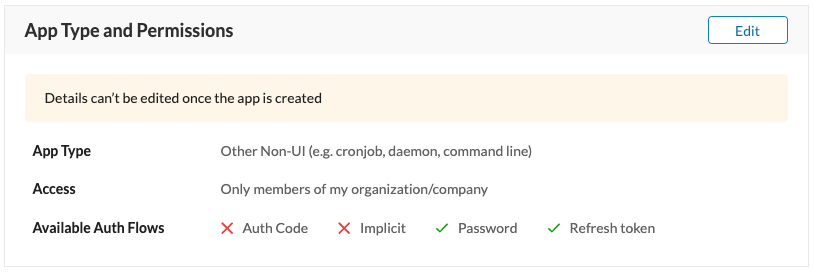 App Type and Permissions Edit
Details can't be edited once the app is created
App Type Other Non-UI (e.g. cronjob, daemon, command line)
Access Only members of my organization/company
Available Auth Flows Auth Code Implicit Password Refresh token